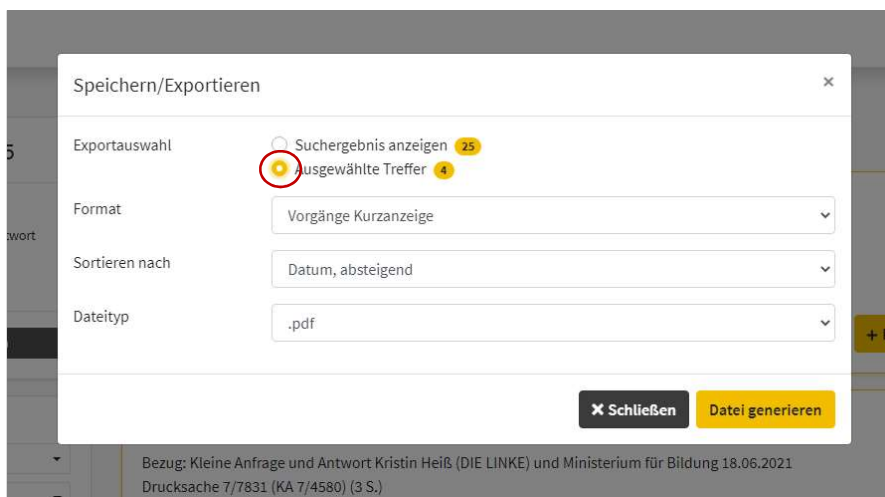 Speichern/Exportieren ×
5
Exportauswahl
Suchergebnis anzeigen 25
Ausgewählte Treffer 4
Format Vorgänge Kurzanzeige
twort
Sortieren nach Datum, absteigend
Dateityp .pdf
+
✕ Schließen Datei generieren
Bezug: Kleine Anfrage und Antwort Kristin Heiß (DIE LINKE) und Ministerium für Bildung 18.06.2021
Drucksache 7/7831 (KA 7/4580) (3 S.)